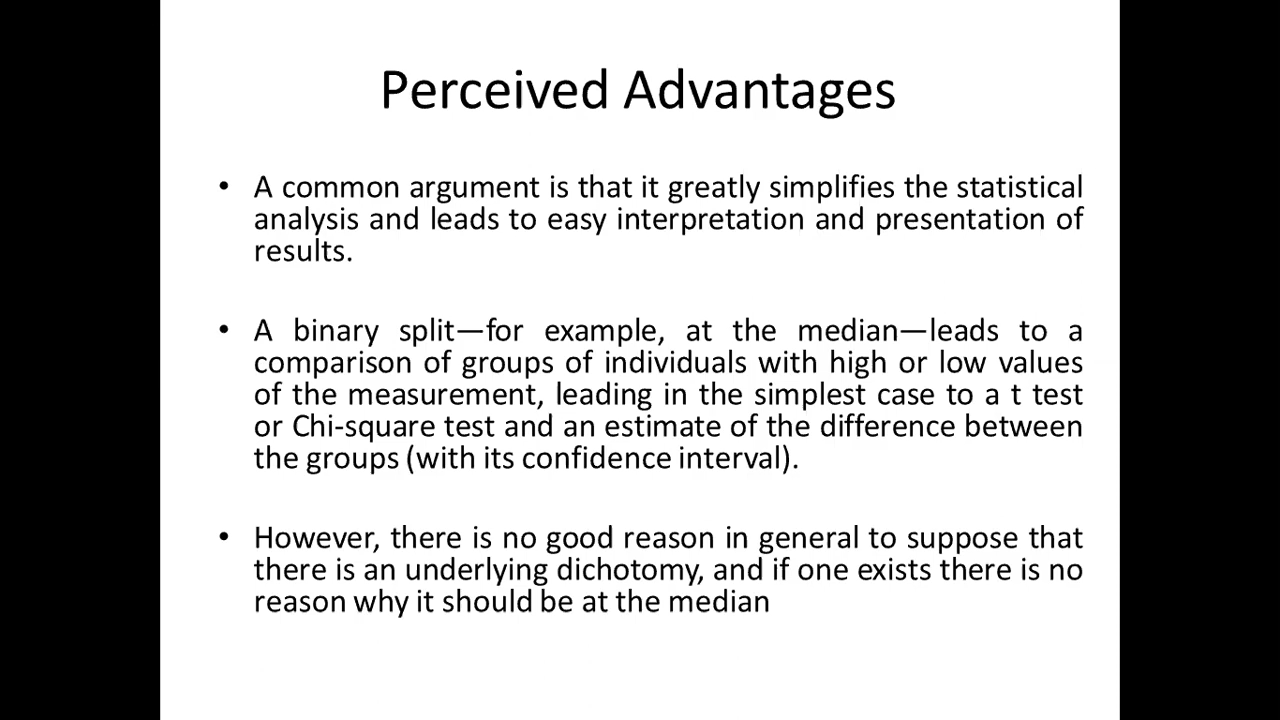 Perceived Advantages
• A common argument is that it greatly simplifies the statistical
analysis and leads to easy interpretation and presentation of
results.
• A binary split—for example, at the median—leads to a
comparison of groups of individuals with high or low values
of the measurement, leading in the simplest case to a t test
or Chi-square test and an estimate of the difference between
the groups (with its confidence interval).
• However, there is no good reason in general to suppose that
there is an underlying dichotomy, and if one exists there is no
reason why it should be at the median